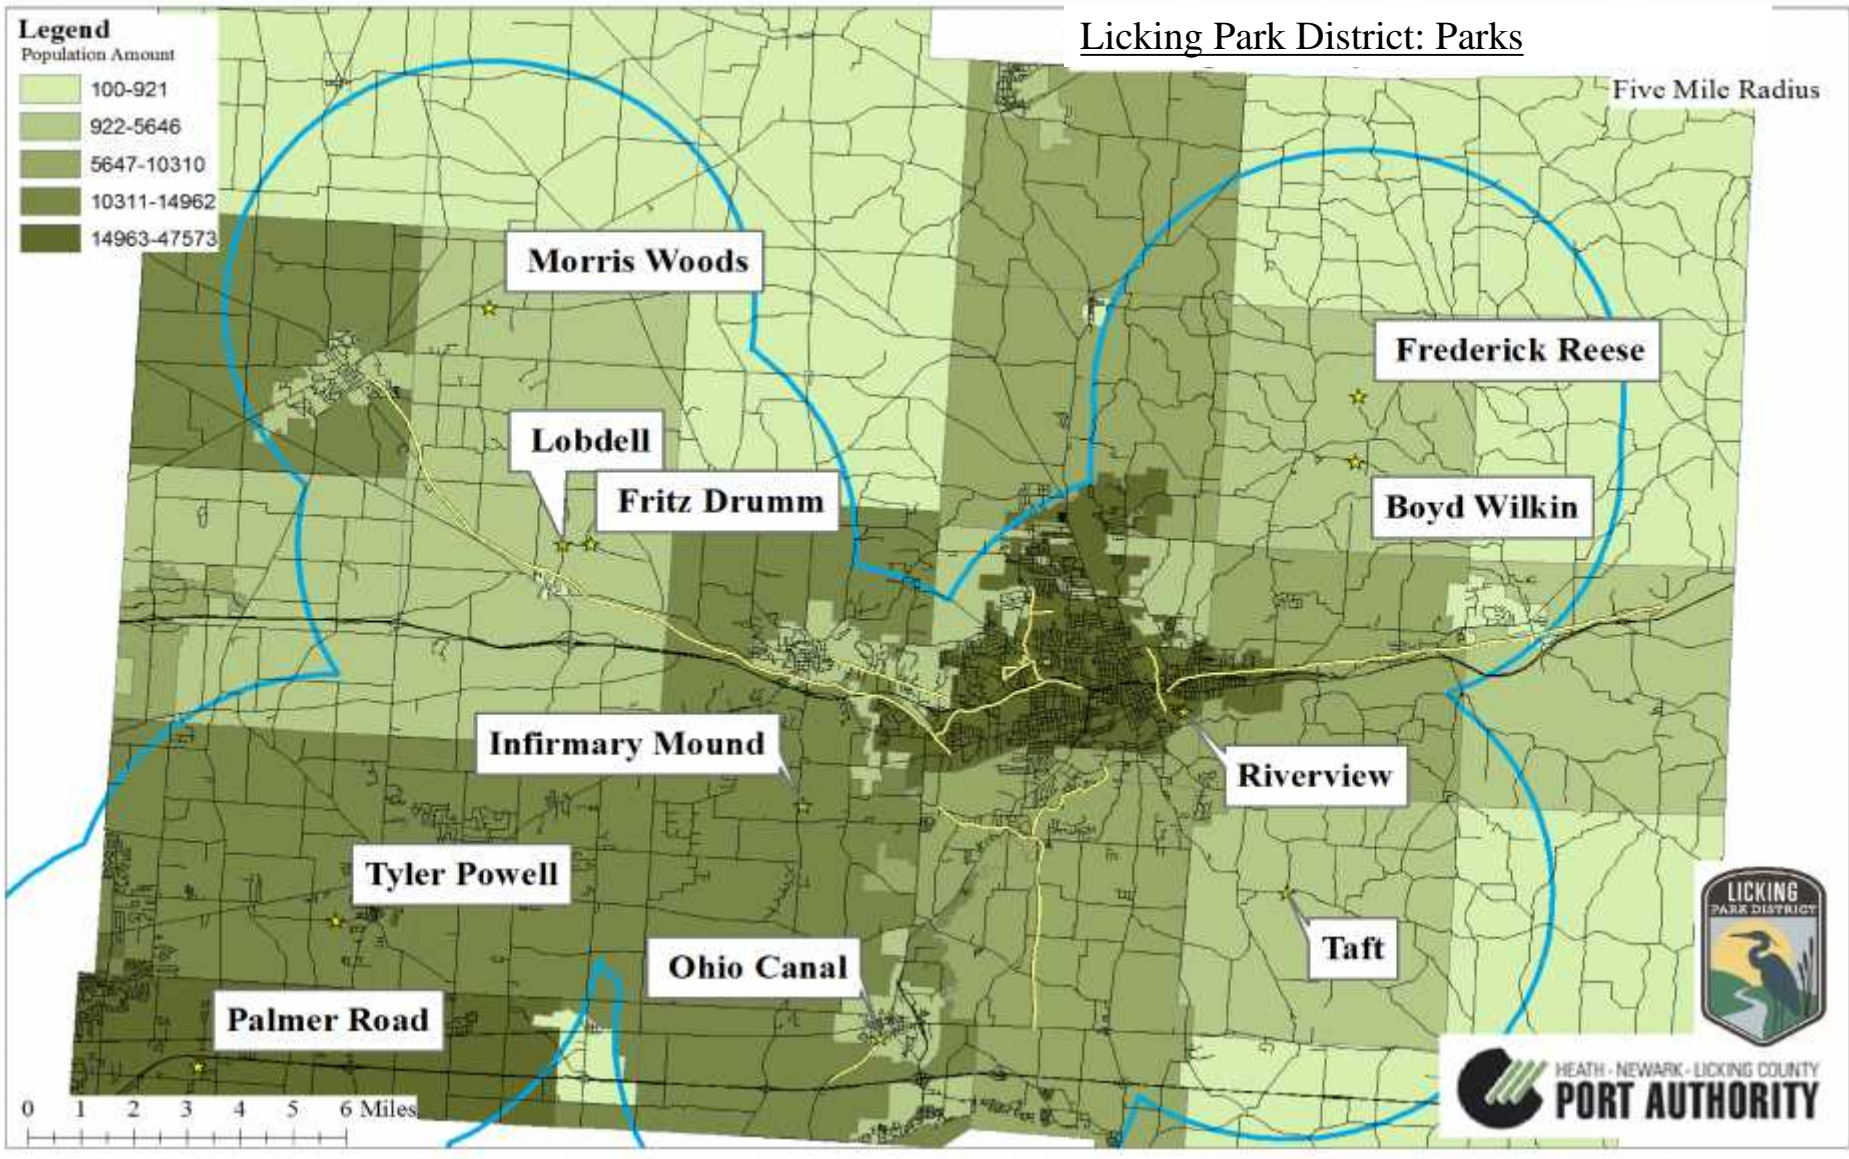 Licking Park District: Parks
Five Mile Radius
Legend
Population Amount
100-921
922-5646
5647-10310
10311-14962
14963-47573
Morris Woods
Frederick Reese
Lobdell
Fritz Drumm
Boyd Wilkin
Infirmary Mound
Riverview
Tyler Powell
Taft
Ohio Canal
Palmer Road
0 1 2 3 4 5 6 Miles
LICKING
PARK DISTRICT
HEATH - NEWARK - LICKING COUNTY
PORT AUTHORITY